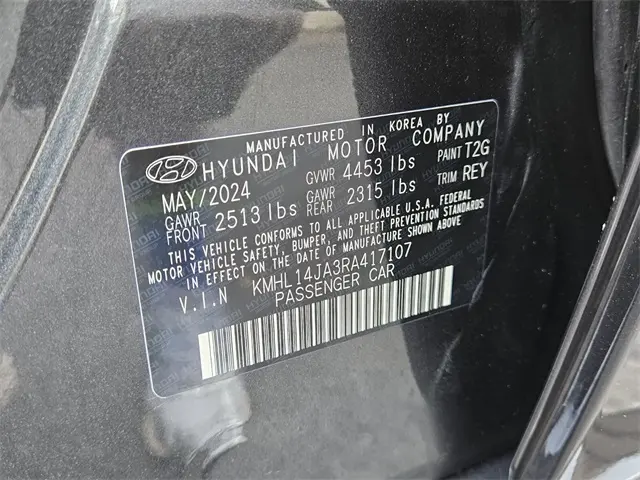 MANUFACTURED IN KOREA BY
HYUNDAI MOTOR COMPANY
MAY/2024 GVWR 4453 lbs PAINT T2G
GAWR FRONT 2513 lbs GAWR REAR 2315 lbs TRIM REY
THIS VEHICLE CONFORMS TO ALL APPLICABLE U.S.A. FEDERAL
MOTOR VEHICLE SAFETY, BUMPER, AND THEFT PREVENTION STANDARDS
IN EFFECT ON THE DATE OF MANUFACTURE SHOWN ABOVE
V.I.N KMHL14JA3RA417107
PASSENGER CAR